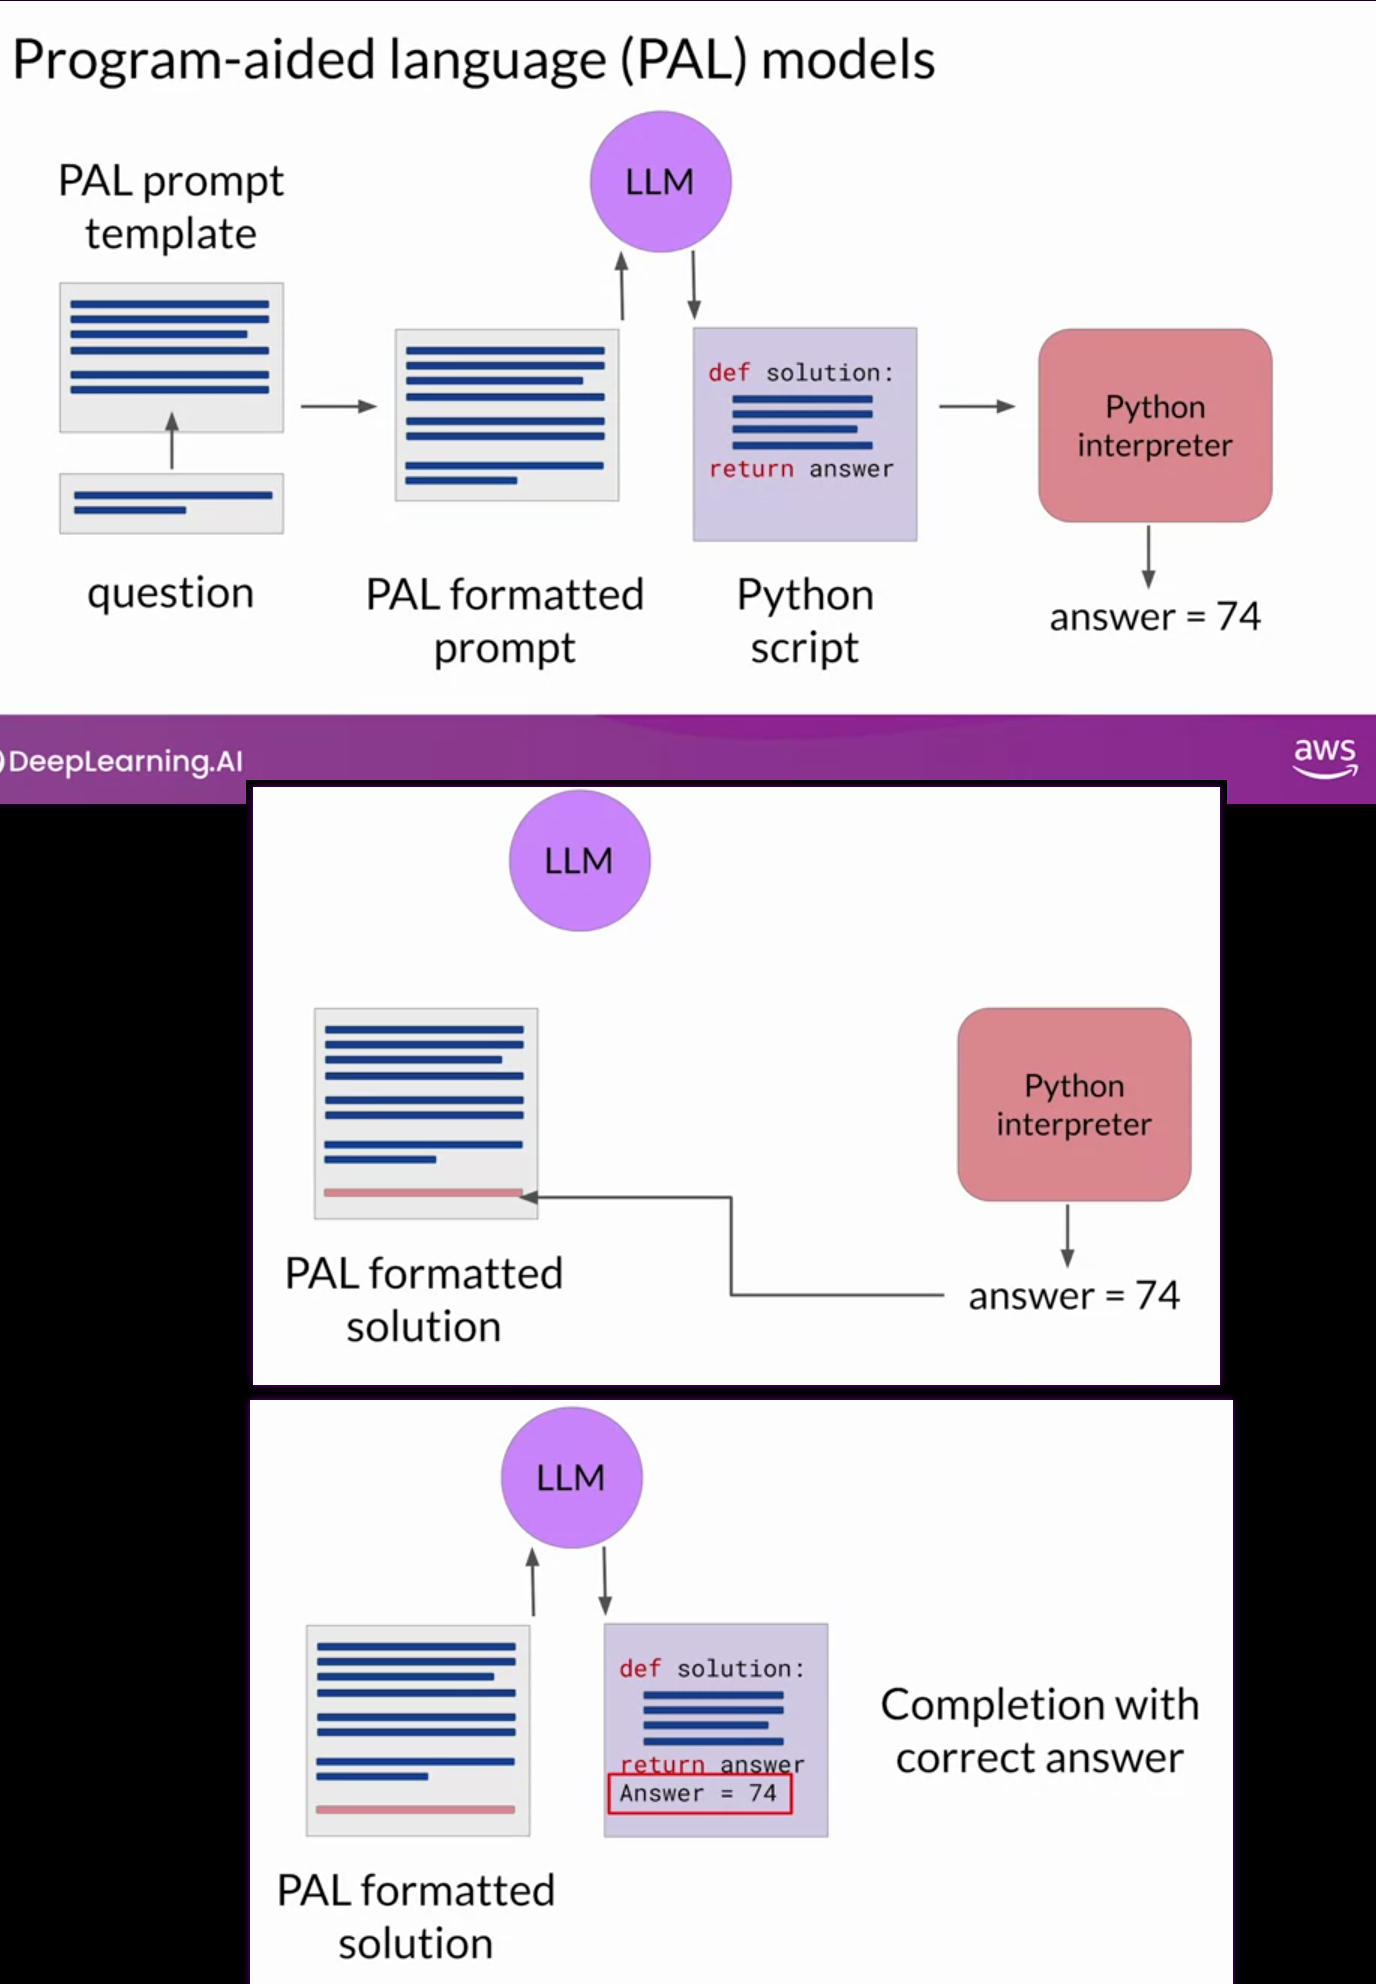 Program-aided language (PAL) models
LLM
PAL prompt
template
def solution:
return answer
Python
interpreter
question
PAL formatted
prompt
Python
script
answer = 74
DeepLearning.AI
aws
LLM
Python
interpreter
PAL formatted
solution
answer = 74
LLM
def solution:
return answer
Answer = 74
Completion with
correct answer
PAL formatted
solution